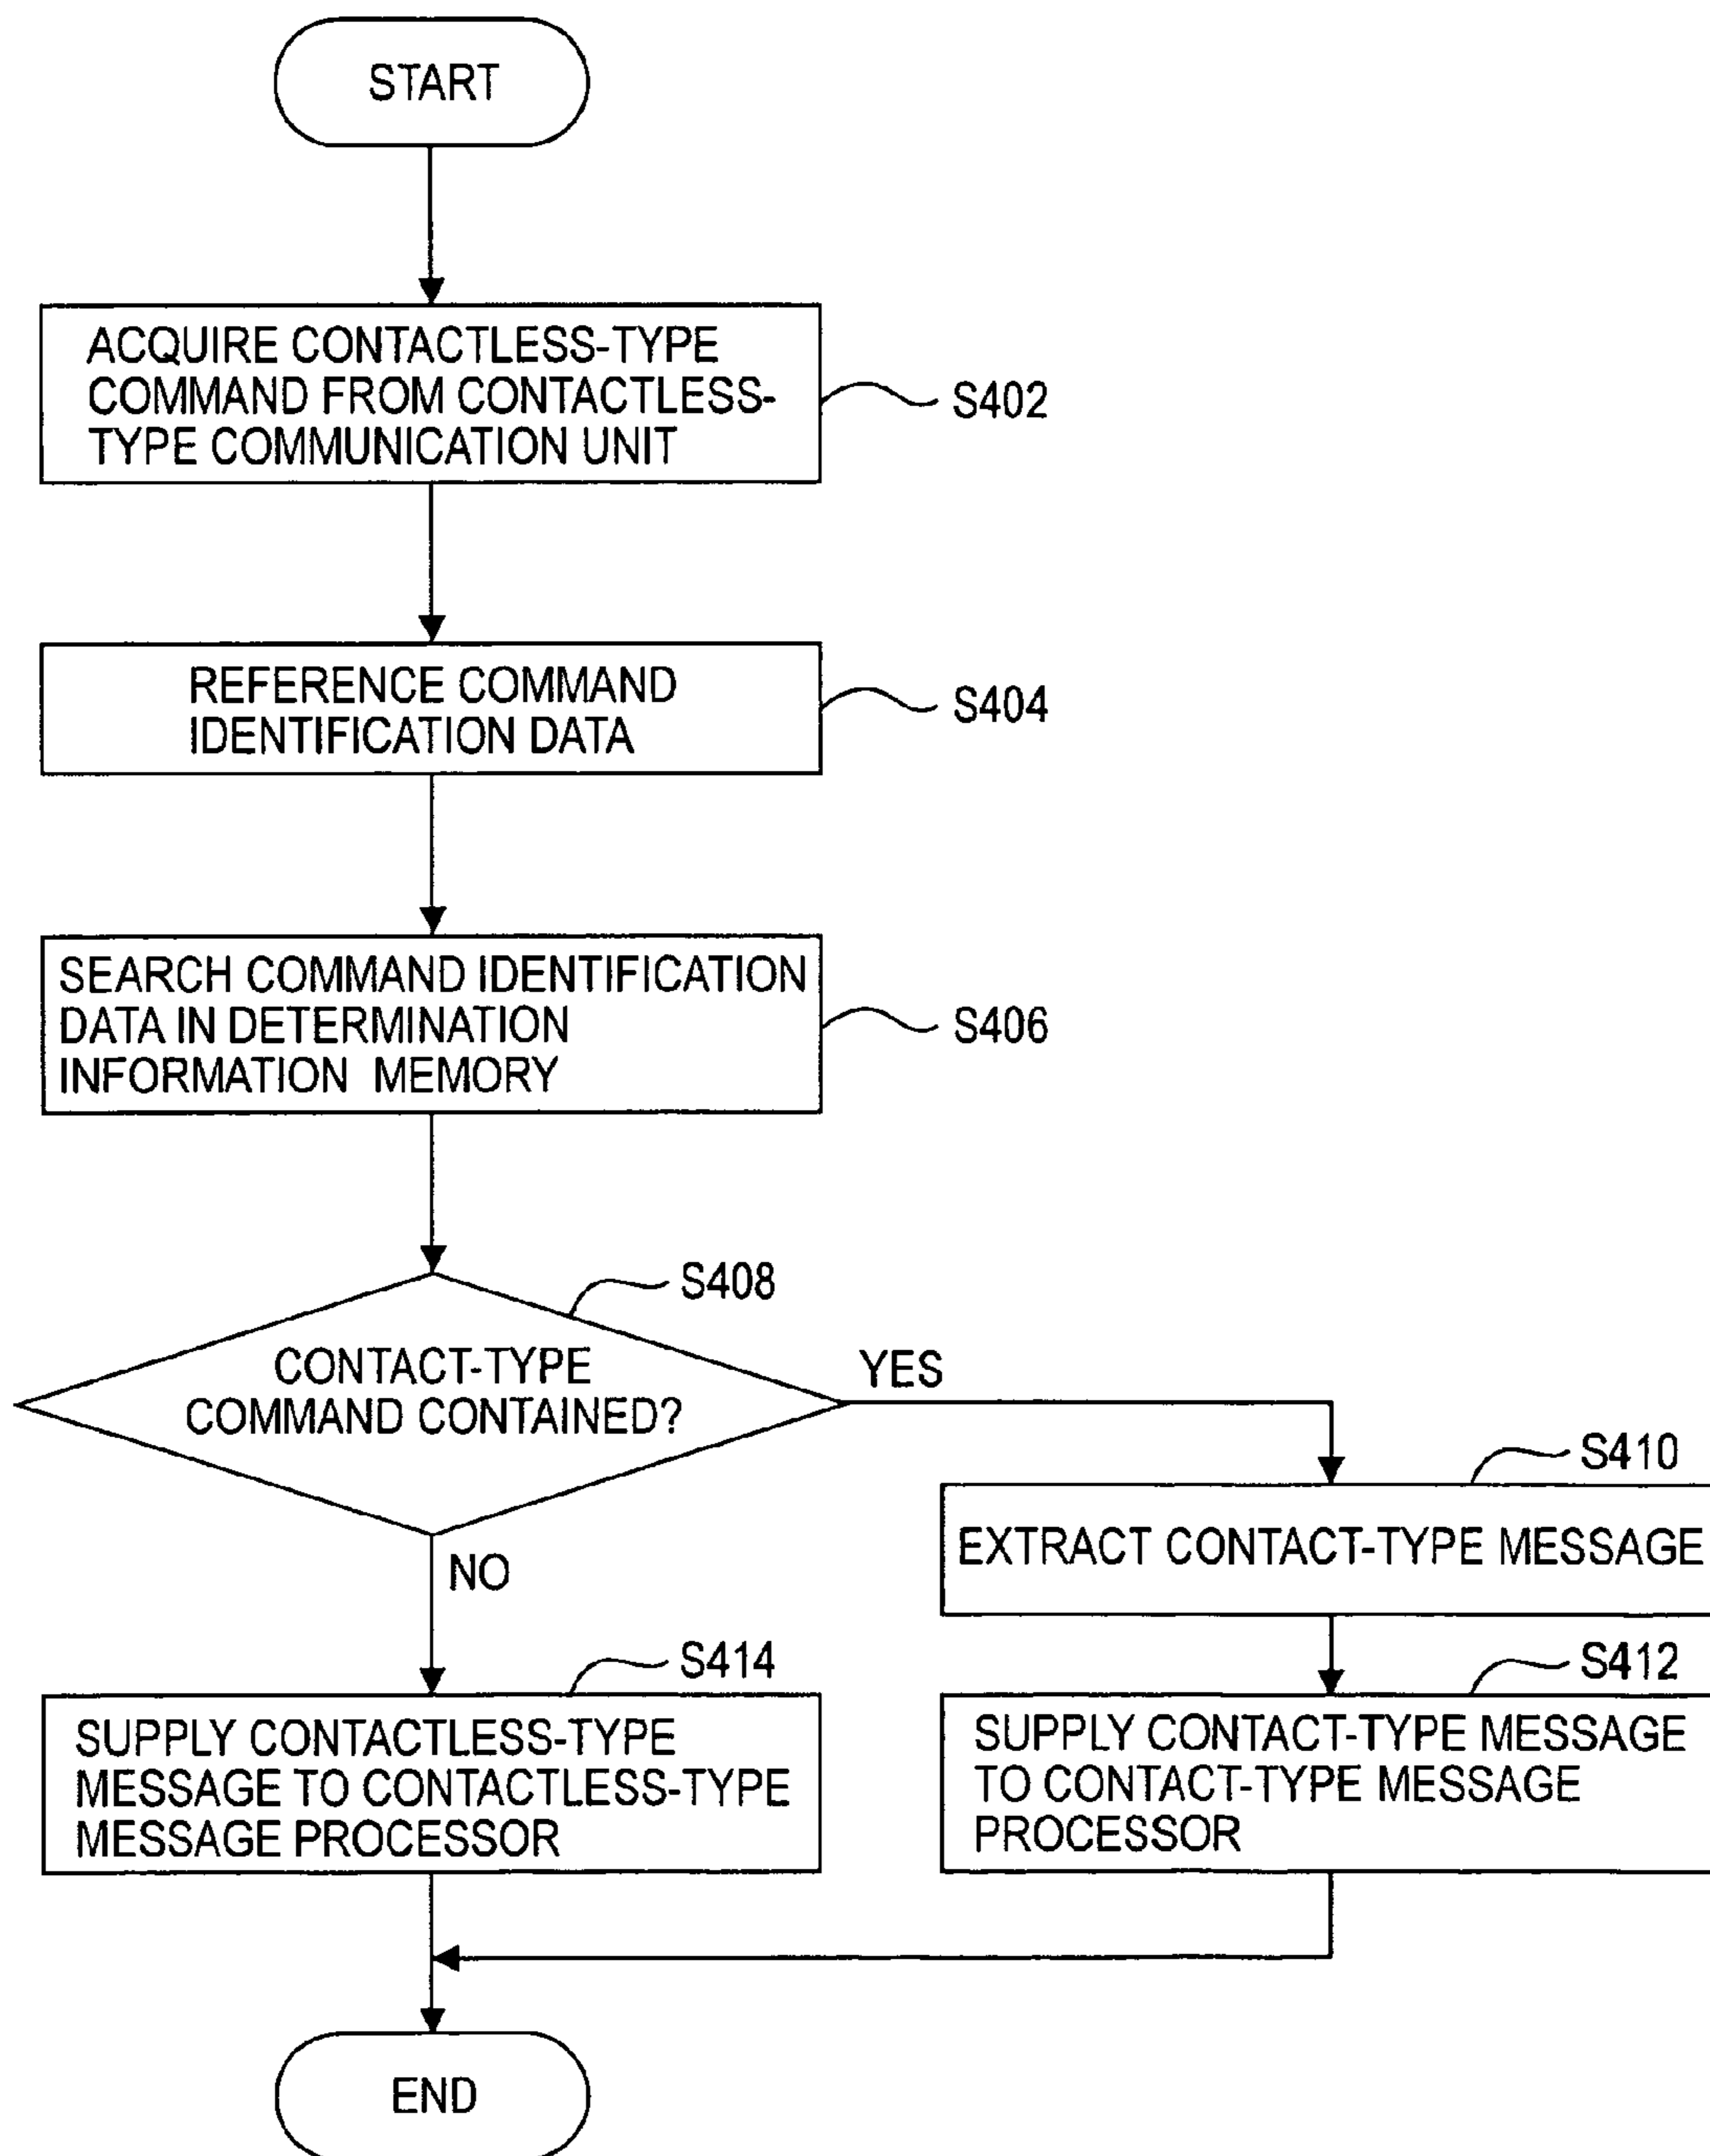 START
ACQUIRE CONTACTLESS-TYPE
COMMAND FROM CONTACTLESS-
TYPE COMMUNICATION UNIT
S402
REFERENCE COMMAND
IDENTIFICATION DATA
S404
SEARCH COMMAND IDENTIFICATION
DATA IN DETERMINATION
INFORMATION MEMORY
S406
S408
CONTACT-TYPE
COMMAND CONTAINED?
YES
NO
S410
EXTRACT CONTACT-TYPE MESSAGE
S414
SUPPLY CONTACTLESS-TYPE
MESSAGE TO CONTACTLESS-TYPE
MESSAGE PROCESSOR
S412
SUPPLY CONTACT-TYPE MESSAGE
TO CONTACT-TYPE MESSAGE
PROCESSOR
END